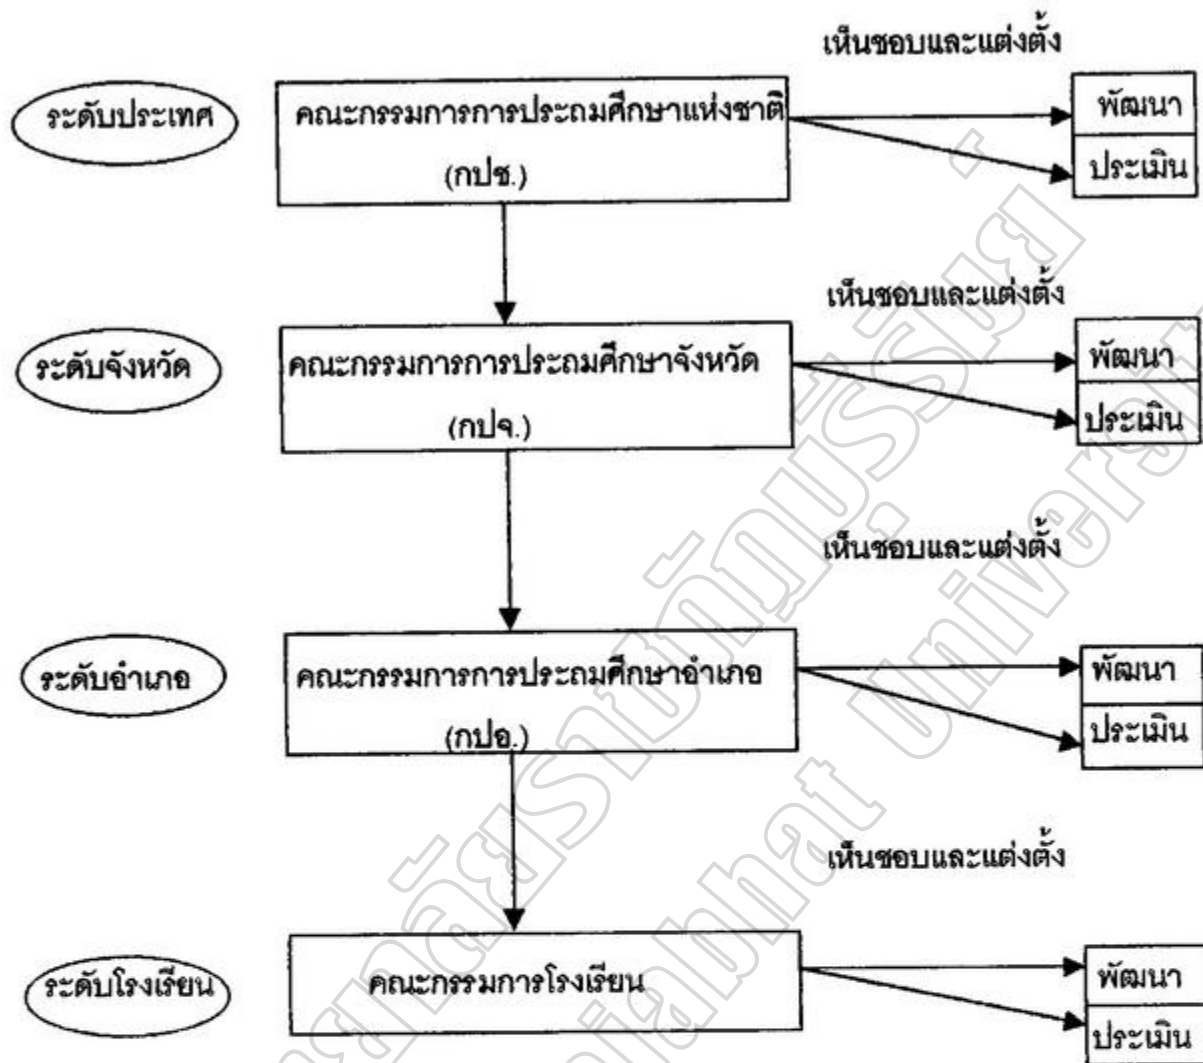 เห็นชอบและแต่งตั้ง
ระดับประเทศ
คณะกรรมการการประถมศึกษาแห่งชาติ
(กปช.)
พัฒนา
ประเมิน
เห็นชอบและแต่งตั้ง
ระดับจังหวัด
คณะกรรมการการประถมศึกษาจังหวัด
(กปจ.)
พัฒนา
ประเมิน
เห็นชอบและแต่งตั้ง
ระดับอำเภอ
คณะกรรมการการประถมศึกษาอำเภอ
(กปอ.)
พัฒนา
ประเมิน
เห็นชอบและแต่งตั้ง
ระดับโรงเรียน
คณะกรรมการโรงเรียน
พัฒนา
ประเมิน